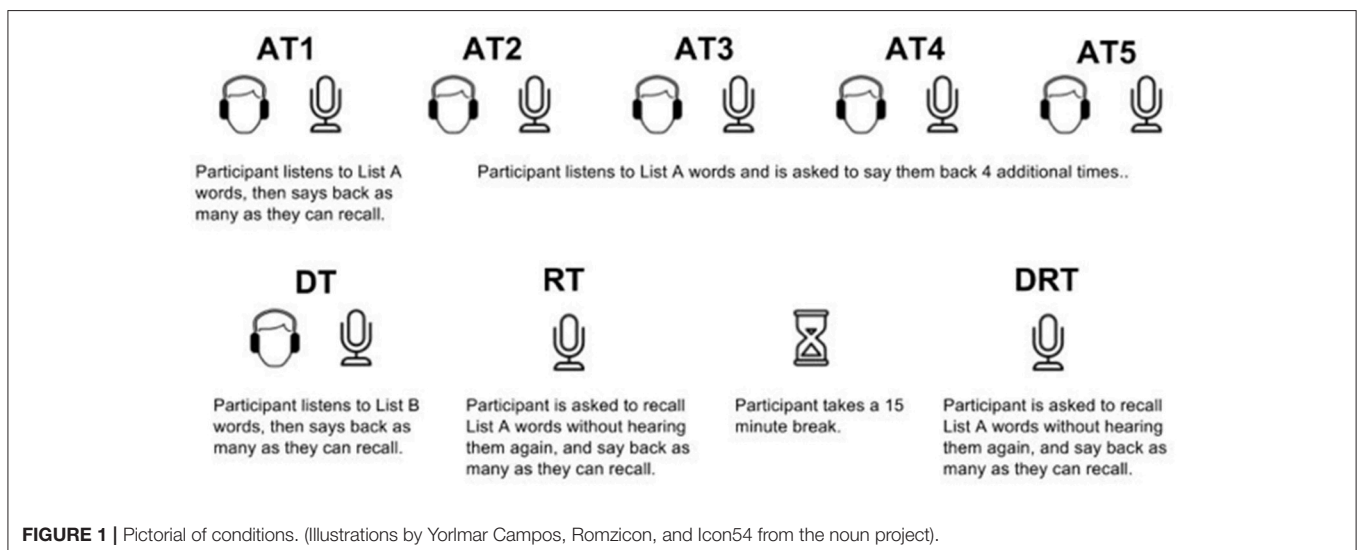 AT1 AT2 AT3 AT4 AT5
Participant listens to List A
words, then says back as
many as they can recall.
Participant listens to List A words and is asked to say them back 4 additional times..
DT RT DRT
Participant listens to List B
words, then says back as
many as they can recall.
Participant is asked to recall
List A words without hearing
them again, and say back as
many as they can recall.
Participant takes a 15
minute break.
Participant is asked to recall
List A words without hearing
them again, and say back as
many as they can recall.
FIGURE 1 | Pictorial of conditions. (Illustrations by Yorlmar Campos, Romzicon, and Icon54 from the noun project).